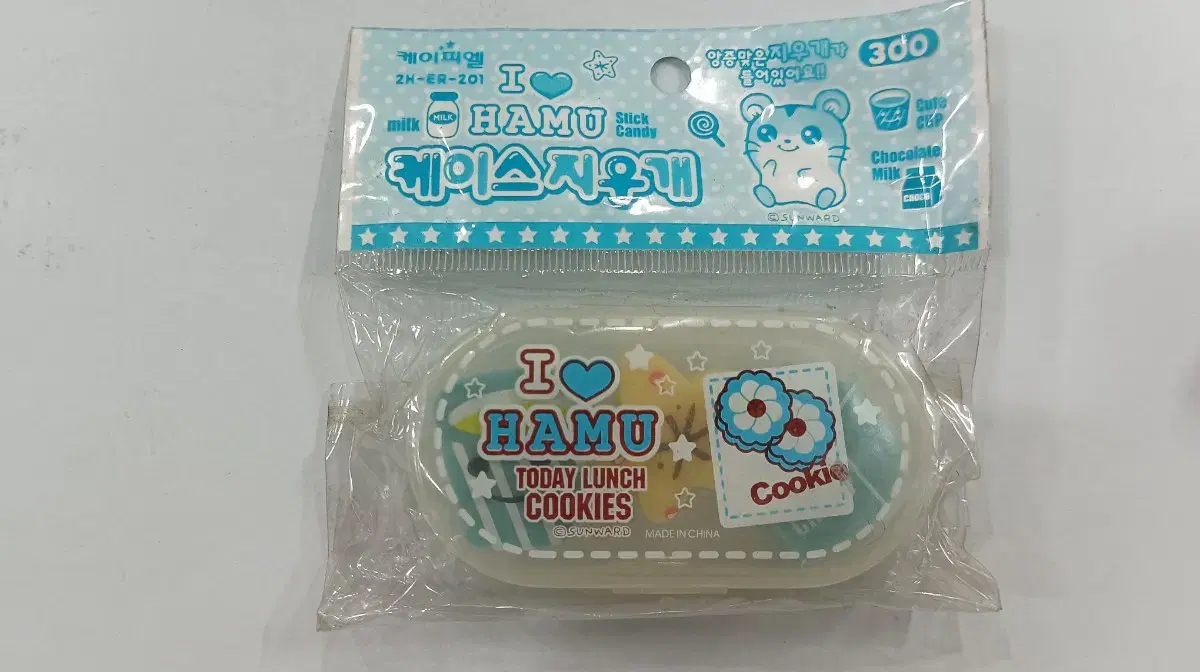 케이피엘
2H-ER-201
I
HAMU
milk
MILK
Stick
Candy
케이스지우개
앙증맞은지우개가
들어있어요!!
300
Cute
CUP
Chocolate
Milk
CHOCO
©SUNWARD
I
HAMU
TODAY LUNCH
COOKIES
©SUNWARD
MADE IN CHINA
Cookie